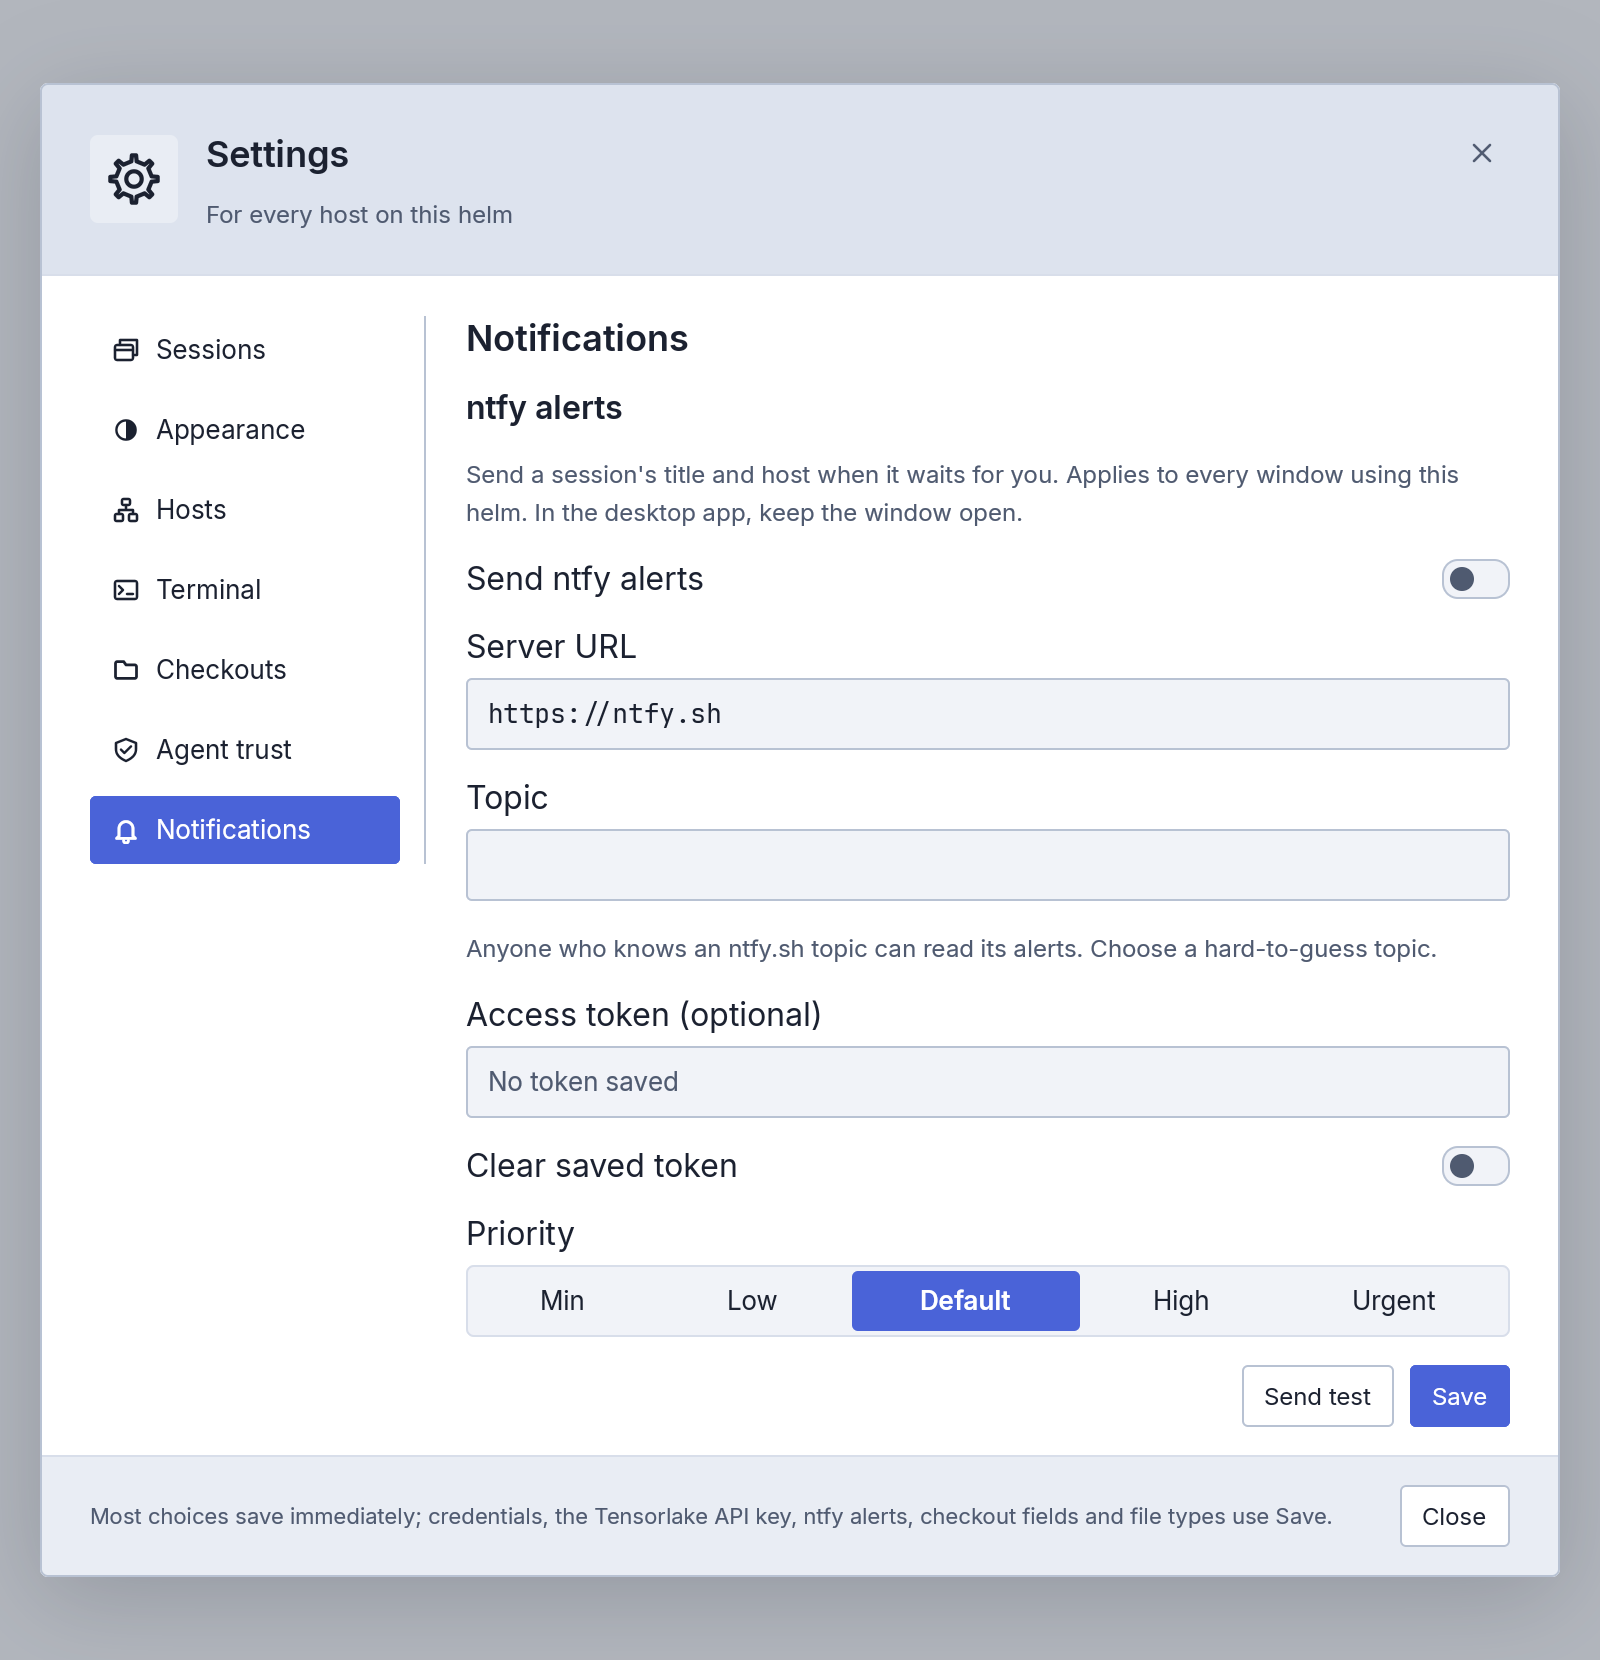 Settings
For every host on this helm
Sessions
Appearance
Hosts
Terminal
Checkouts
Agent trust
Notifications
Notifications
ntfy alerts
Send a session's title and host when it waits for you. Applies to every window using this
helm. In the desktop app, keep the window open.
Send ntfy alerts
Server URL
https://ntfy.sh
Topic
Anyone who knows an ntfy.sh topic can read its alerts. Choose a hard-to-guess topic.
Access token (optional)
No token saved
Clear saved token
Priority
Min Low Default High Urgent
Send test Save
Most choices save immediately; credentials, the Tensorlake API key, ntfy alerts, checkout fields and file types use Save.
Close